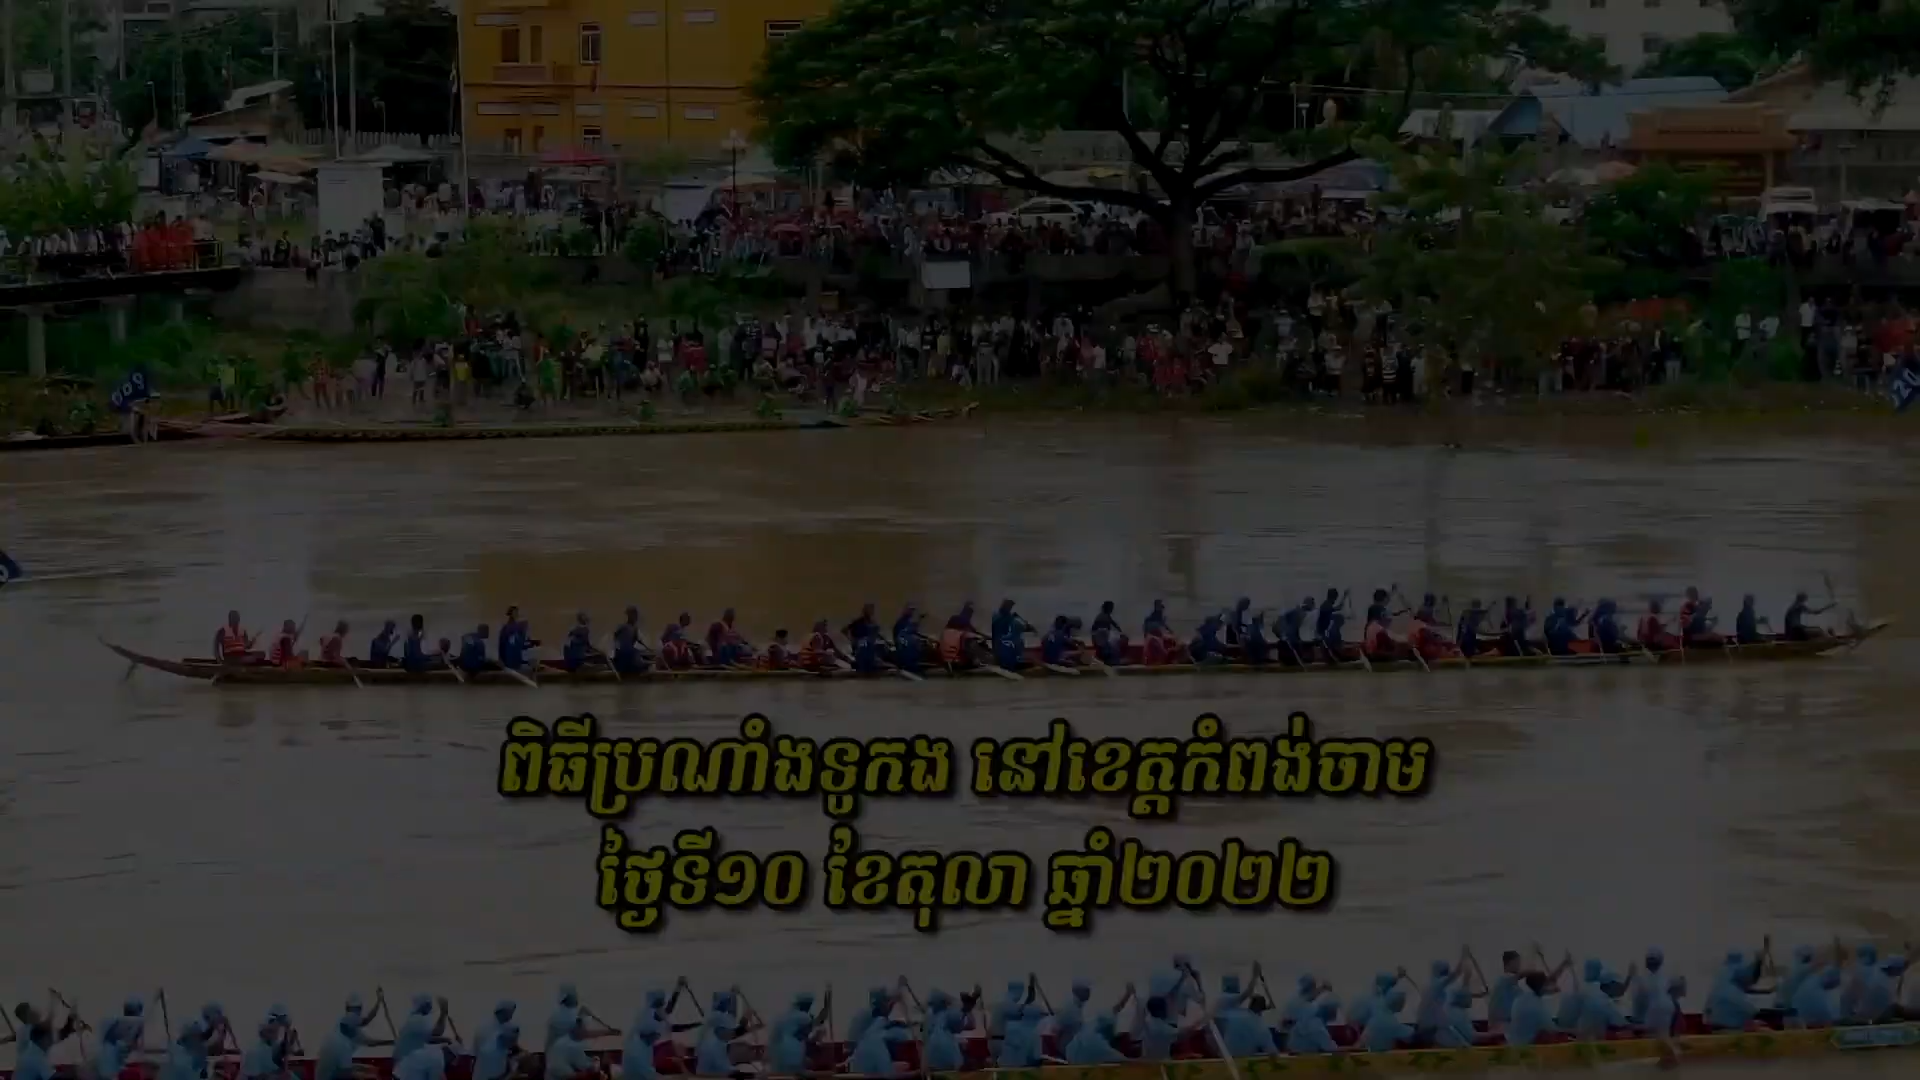 ពិធីប្រណាំងទូកង នៅខេត្តកំពង់ចាម
ថ្ងៃទី១០ ខែតុលា ឆ្នាំ២០២២